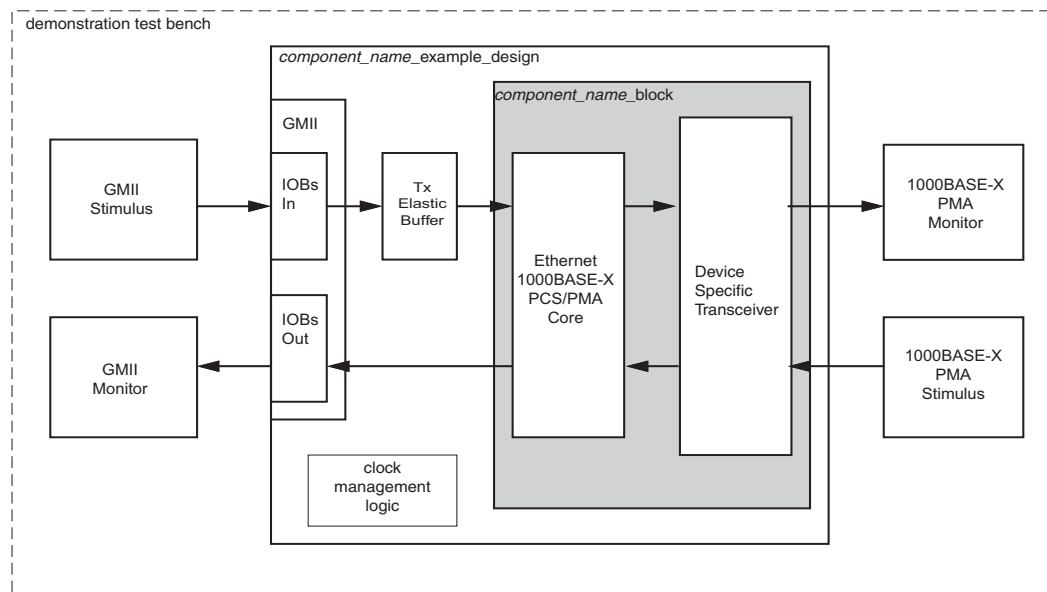 demonstration test bench
component_name_example_design
component_name_block
GMII
GMII
Stimulus
IOBs
In
Tx
Elastic
Buffer
Ethernet
1000BASE-X
PCS/PMA
Core
Device
Specific
Transceiver
1000BASE-X
PMA
Monitor
GMII
Monitor
IOBs
Out
1000BASE-X
PMA
Stimulus
clock
management
logic